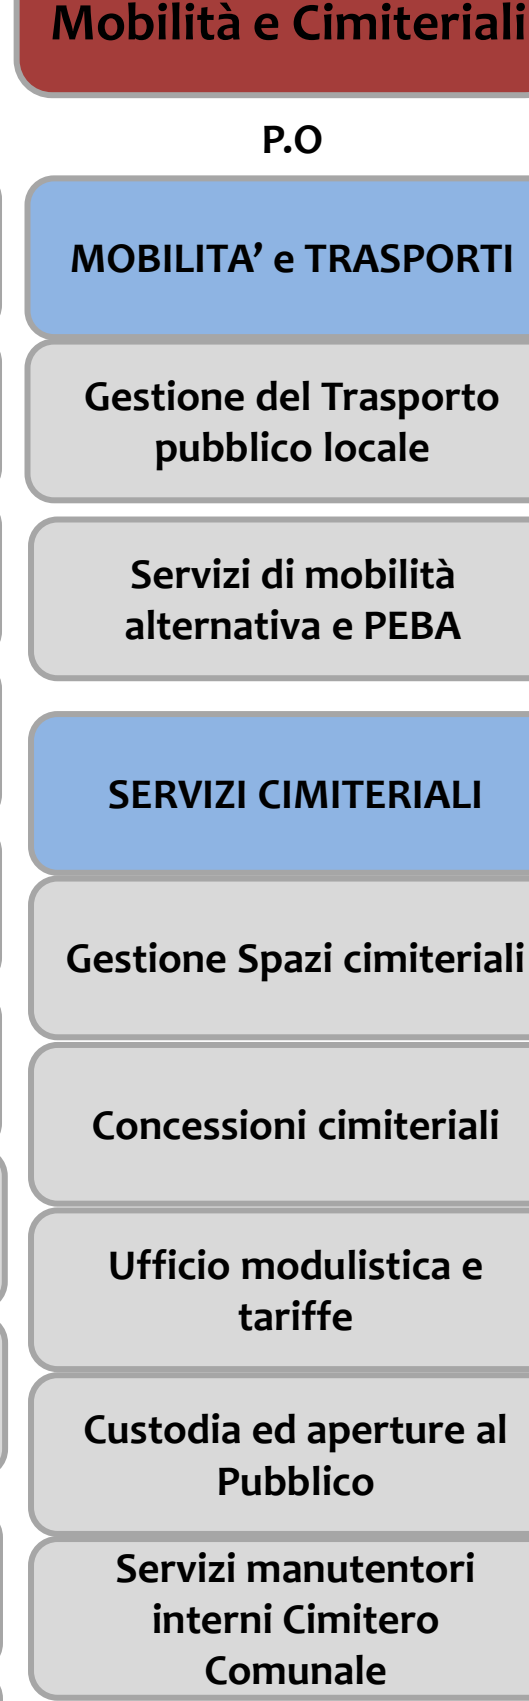 Mobilità e Cimiteriali
P.O
MOBILITA’ e TRASPORTI
Gestione del Trasporto
pubblico locale
Servizi di mobilità
alternativa e PEBA
SERVIZI CIMITERIALI
Gestione Spazi cimiteriali
Concessioni cimiteriali
Ufficio modulistica e
tariffe
Custodia ed aperture al
Pubblico
Servizi manutentori
interni Cimitero
Comunale